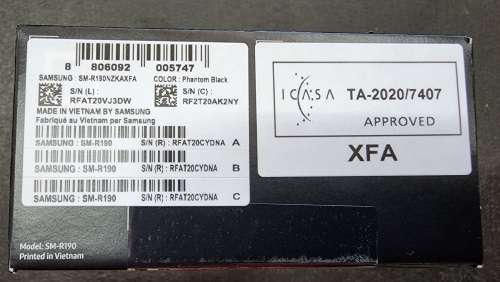 8 806092 005747
SAMSUNG : SM-R190NZKAXFA COLOR : Phantom Black
S/N (L) : S/N (C) :
RFAT20VJ3DW RF2T20AK2NY
MADE IN VIETNAM BY SAMSUNG
Fabriqué au Vietnam par Samsung
SAMSUNG : SM-R190 S/N (R) : RFAT20CYDNA A
SAMSUNG : SM-R190 S/N (R) : RFAT20CYDNA B
SAMSUNG : SM-R190 S/N (R) : RFAT20CYDNA C
Model: SM-R190
Printed in Vietnam
ICASA TA-2020/7407
APPROVED
XFA